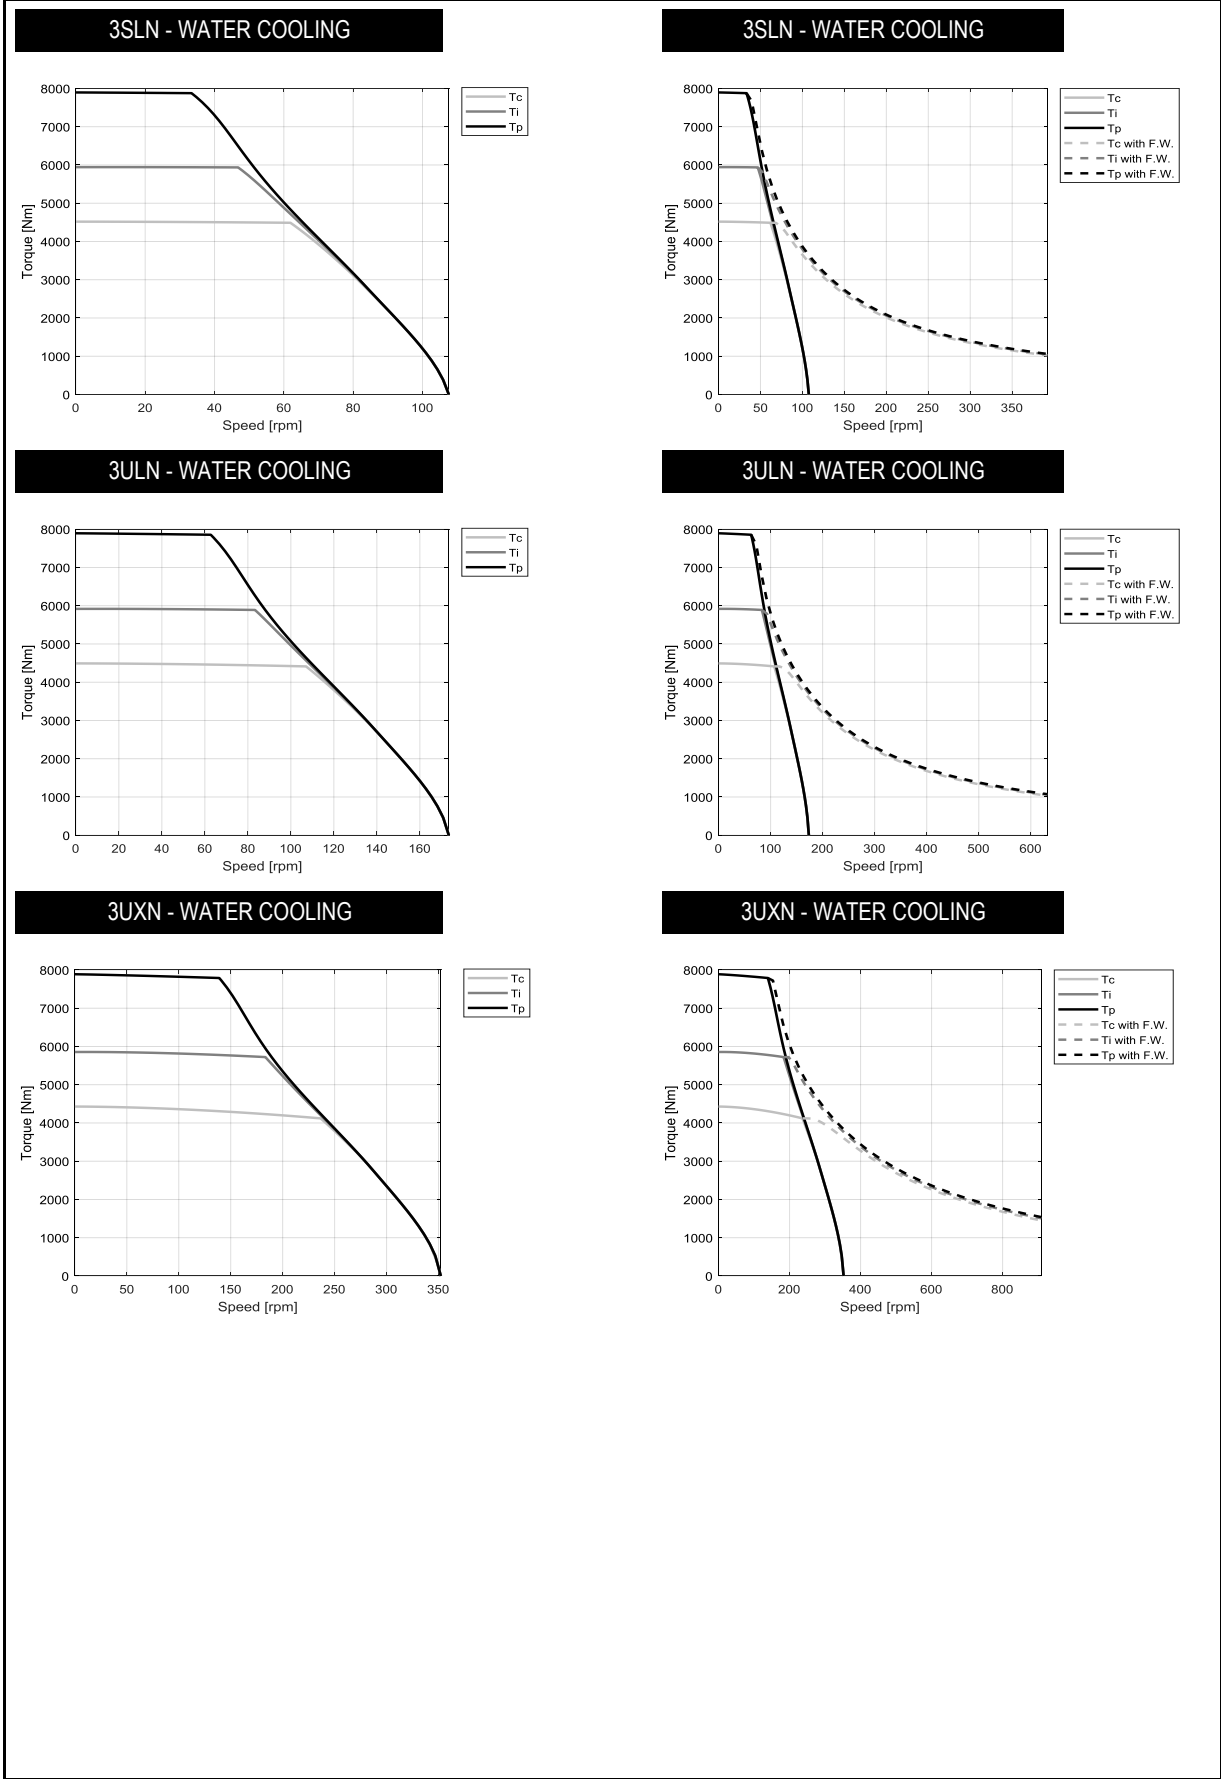 3SLN - WATER COOLING
8000
7000
6000
5000
4000
3000
2000
1000
0
Torque [Nm]
0 20 40 60 80 100
Speed [rpm]
Tc
Ti
Tp
3SLN - WATER COOLING
8000
7000
6000
5000
4000
3000
2000
1000
0
Torque [Nm]
0 50 100 150 200 250 300 350
Speed [rpm]
Tc
Ti
Tp
Tc with F.W.
Ti with F.W.
Tp with F.W.
3ULN - WATER COOLING
8000
7000
6000
5000
4000
3000
2000
1000
0
Torque [Nm]
0 20 40 60 80 100 120 140 160
Speed [rpm]
Tc
Ti
Tp
3ULN - WATER COOLING
8000
7000
6000
5000
4000
3000
2000
1000
0
Torque [Nm]
0 100 200 300 400 500 600
Speed [rpm]
Tc
Ti
Tp
Tc with F.W.
Ti with F.W.
Tp with F.W.
3UXN - WATER COOLING
8000
7000
6000
5000
4000
3000
2000
1000
0
Torque [Nm]
0 50 100 150 200 250 300 350
Speed [rpm]
Tc
Ti
Tp
3UXN - WATER COOLING
8000
7000
6000
5000
4000
3000
2000
1000
0
Torque [Nm]
0 200 400 600 800
Speed [rpm]
Tc
Ti
Tp
Tc with F.W.
Ti with F.W.
Tp with F.W.